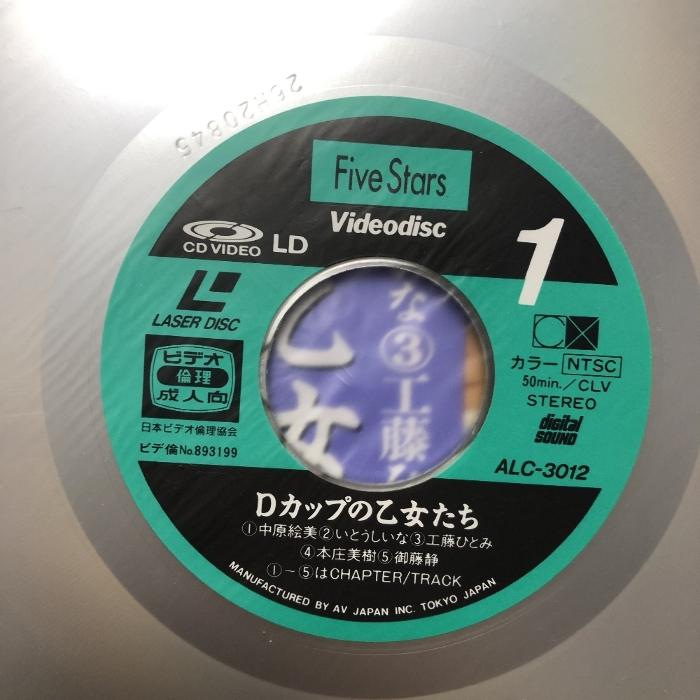 26H20845
Five Stars
Videodisc
1
CD VIDEO LD
LASER DISC
ビデオ
倫理
成人向
日本ビデオ倫理協会
ビデ倫No.893199
カラー NTSC
50min./CLV
STEREO
digital
SOUND
ALC-3012
乙女
な③工藤ひ
Dカップの乙女たち
①中原絵美②いとうしいな③工藤ひとみ
④本庄美樹⑤御藤静
①−⑤はCHAPTER/TRACK
MANUFACTURED BY AV JAPAN INC. TOKYO JAPAN